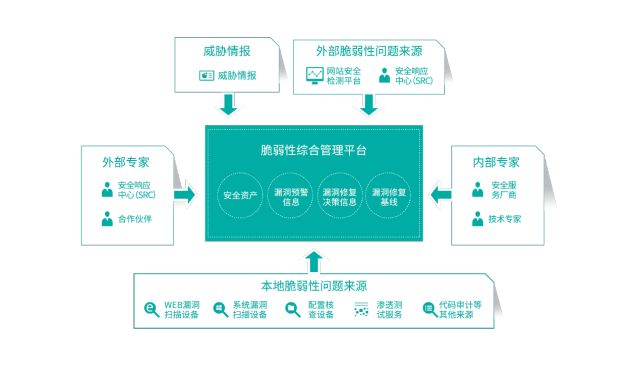 威胁情报
威胁情报
外部脆弱性问题来源
网站安全
检测平台
安全响应
中心（SRC）
脆弱性综合管理平台
安全资产
漏洞预警
信息
漏洞修复
决策信息
漏洞修复
基线
外部专家
安全响应
中心（SRC）
合作伙伴
内部专家
安全服
务厂商
技术专家
本地脆弱性问题来源
WEB漏洞
扫描设备
系统漏洞
扫描设备
配置核
查设备
渗透测
试服务
代码审计等
其他来源